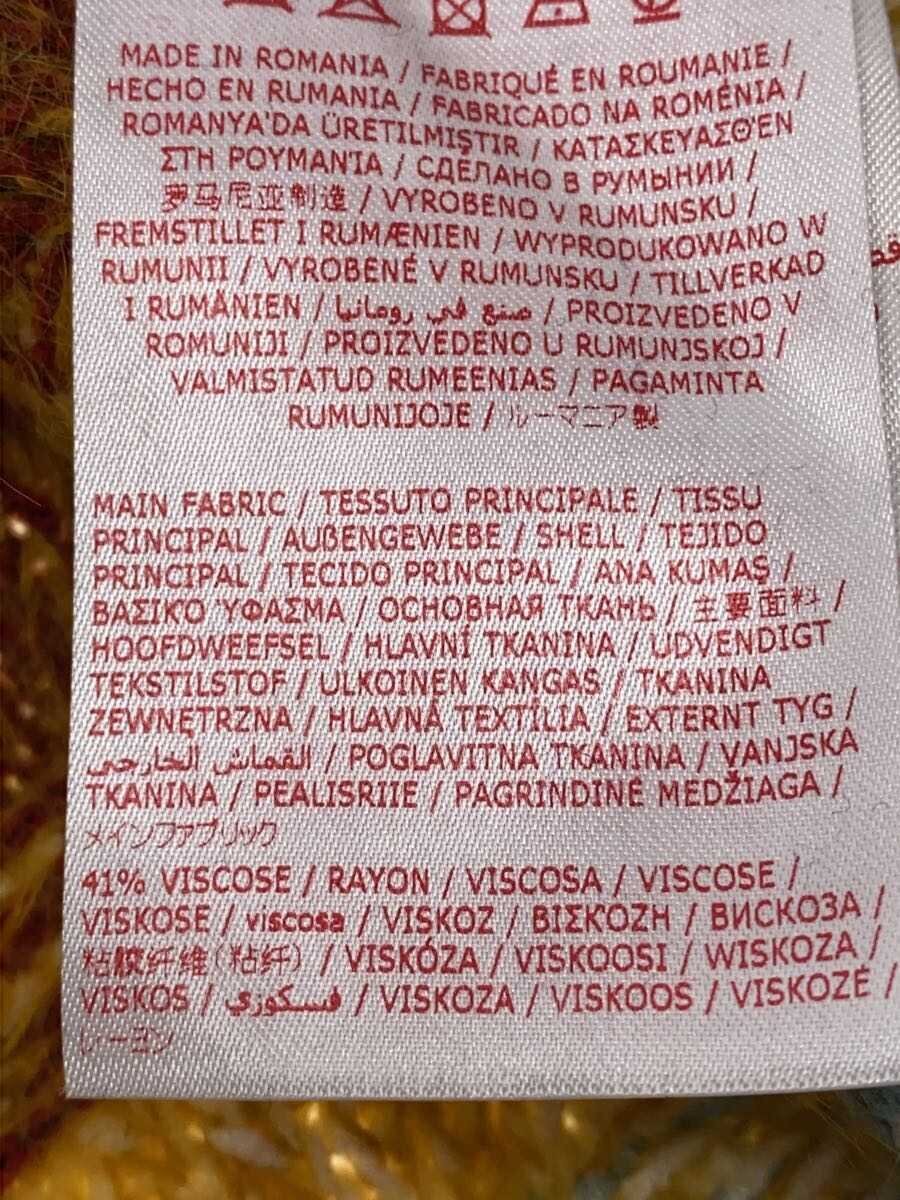 MADE IN ROMANIA / FABRIQUÉ EN ROUMANIE /
HECHO EN RUMANIA / FABRICADO NA ROMÉNIA /
ROMANYA'DA ÜRETILMIŞTIR / ΚΑΤΑΣΚΕΥΑΣΘ'ΕΝ
ΣΤΗ ΡΟΥΜΑΝ'ΙΑ / СДЕЛАНО В РУМЫНИИ /
罗马尼亚制造 / VYROBENO V RUMUNSKU /
FREMSTILLET I RUMÆNIEN / WYPRODUKOWANO W
RUMUNII / VYROBENÉ V RUMUNSKU / TILLVERKAD
I RUMÄNIEN / صنع في رومانيا / PROIZVEDENO V
ROMUNIJI / PROIZVEDENO U RUMUNJSKOJ /
VALMISTATUD RUMEENIAS / PAGAMINTA
RUMUNIJOJE / ルーマニア製
MAIN FABRIC / TESSUTO PRINCIPALE / TISSU
PRINCIPAL / AUßENGEWEBE / SHELL / TEJIDO
PRINCIPAL / TECIDO PRINCIPAL / ANA KUMAŞ /
ΒΑΣΙΚΟ 'ΥΦΑΣΜΑ / ОСНОВНАЯ ТКАНЬ / 主要面料 /
HOOFDWEEFSEL / HLAVNÍ TKANINA / UDVENDIGT
TEKSTILSTOF / ULKOINEN KANGAS / TKANINA
ZEWNĘTRZNA / HLAVNÁ TEXTÍLIA / EXTERNT TYG /
القماش الخارجي / POGLAVITNA TKANINA / VANJSKA
TKANINA / PEALISRIIE / PAGRINDINĖ MEDŽIAGA /
メインファブリック
41% VISCOSE / RAYON / VISCOSA / VISCOSE /
VISKOSE / viscosa / VISKOZ / ΒΙΣΚΟΖΗ / ВИСКОЗА /
粘胶纤维(粘纤) / VISKÓZA / VISKOOSI / WISKOZA /
VISKOS / فسكوزي / VISKOZA / VISKOOS / VISKOZĖ /
レーヨン